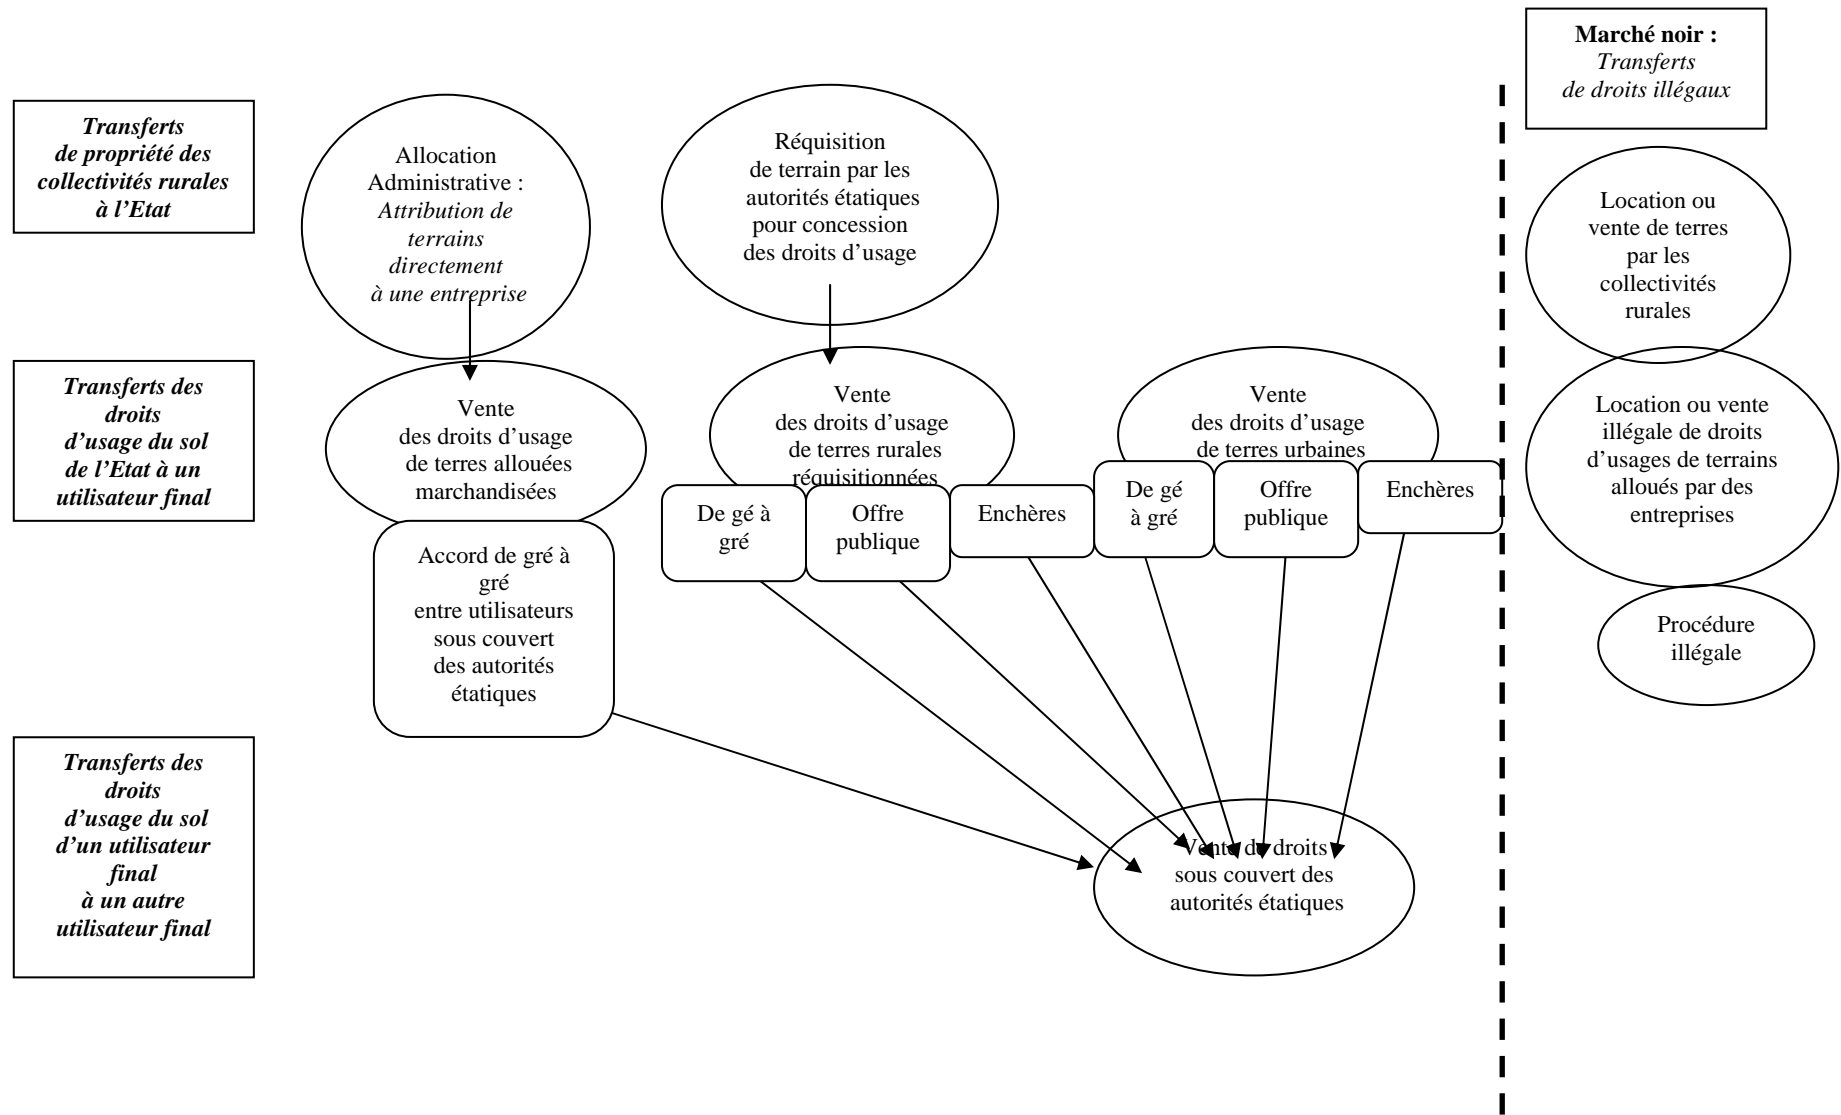 Marché noir :
Transferts
de droits illégaux
Transferts
de propriété des
collectivités rurales
à l’Etat
Allocation
Administrative :
Attribution de
terrains
directement
à une entreprise
Réquisition
de terrain par les
autorités étatiques
pour concession
des droits d’usage
Location ou
vente de terres
par les
collectivités
rurales
Transferts des
droits
d’usage du sol
de l’Etat à un
utilisateur final
Vente
des droits d’usage
de terres allouées
marchandisées
Vente
des droits d’usage
de terres rurales
réquisitionnées
Vente
des droits d’usage
de terres urbaines
Location ou vente
illégale de droits
d’usages de terrains
alloués par des
entreprises
De gé à
gré
Offre
publique
Enchères
De gé
à gré
Offre
publique
Enchères
Accord de gré à
gré
entre utilisateurs
sous couvert
des autorités
étatiques
Procédure
illégale
Transferts des
droits
d’usage du sol
d’un utilisateur
final
à un autre
utilisateur final
Vente de droits
sous couvert des
autorités étatiques